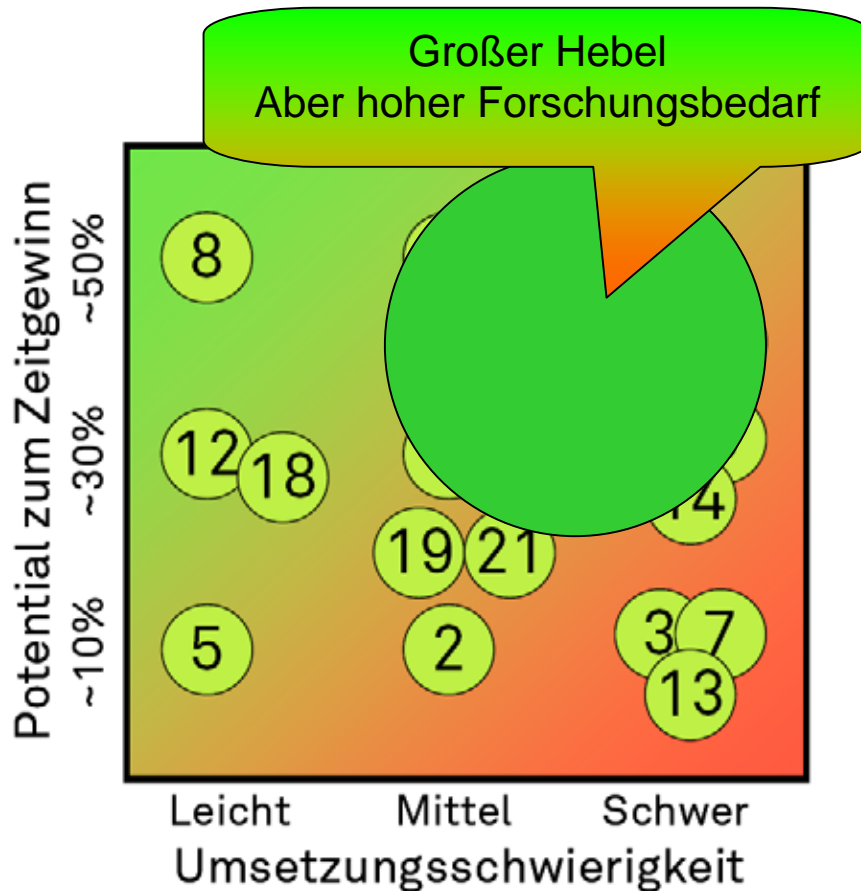 Großer Hebel
Aber hoher Forschungsbedarf
Potential zum Zeitgewinn
~50%
~30%
~10%
8
12
18
14
19
21
5
2
3
7
13
Leicht Mittel Schwer
Umsetzungsschwierigkeit